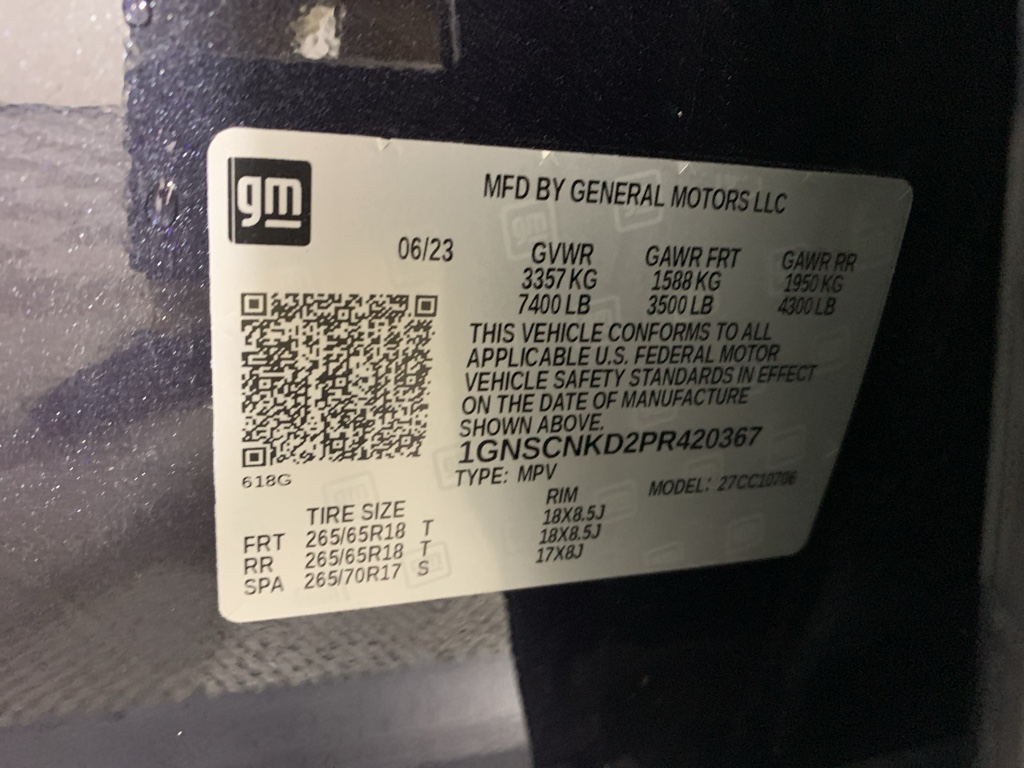 gm
MFD BY GENERAL MOTORS LLC
06/23 GVWR GAWR FRT GAWR RR
3357 KG 1588 KG 1950 KG
7400 LB 3500 LB 4300 LB
THIS VEHICLE CONFORMS TO ALL
APPLICABLE U.S. FEDERAL MOTOR
VEHICLE SAFETY STANDARDS IN EFFECT
ON THE DATE OF MANUFACTURE
SHOWN ABOVE.
1GNSCNKD2PR420367
618G
TYPE: MPV MODEL: 27CC10706
TIRE SIZE RIM
FRT 265/65R18 T 18X8.5J
RR 265/65R18 T 18X8.5J
SPA 265/70R17 S 17X8J